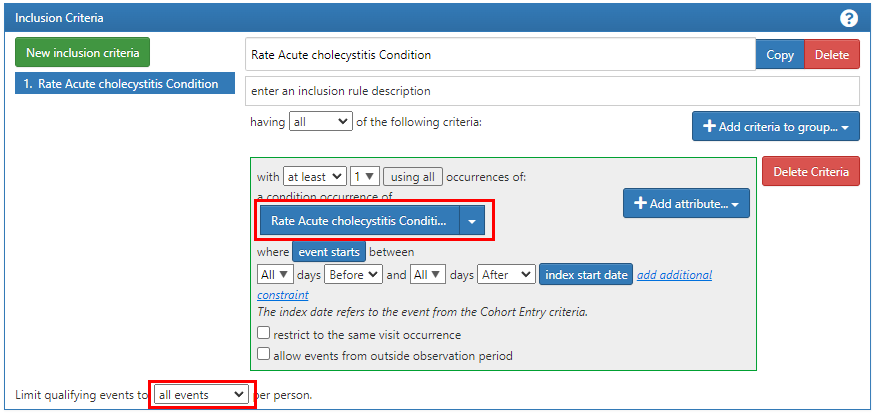 Inclusion Criteria ?
New inclusion criteria
Rate Acute cholecystitis Condition Copy Delete
1. Rate Acute cholecystitis Condition
enter an inclusion rule description
having all of the following criteria: Add criteria to group...
with at least 1 using all occurrences of: Delete Criteria
a condition occurrence of
Add attribute...
Rate Acute cholecystitis Conditi...
where event starts between
All days Before and All days After index start date add additional
constraint
The index date refers to the event from the Cohort Entry criteria.
restrict to the same visit occurrence
allow events from outside observation period
Limit qualifying events to all events per person.